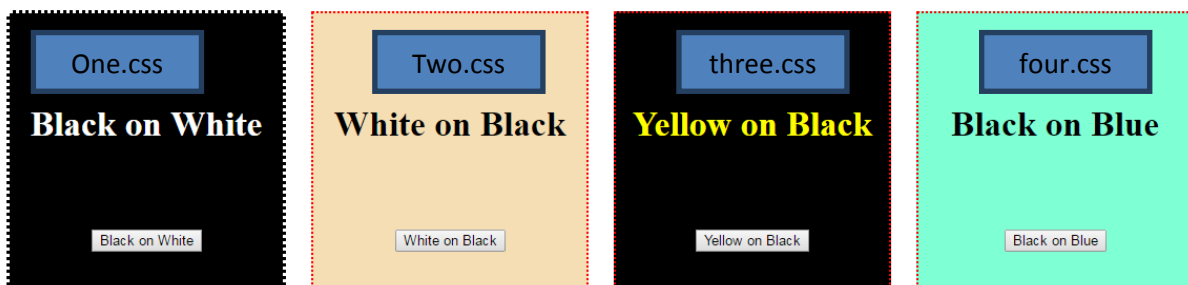 One.css
Two.css
three.css
four.css
Black on White
White on Black
Yellow on Black
Black on Blue
Black on White
White on Black
Yellow on Black
Black on Blue